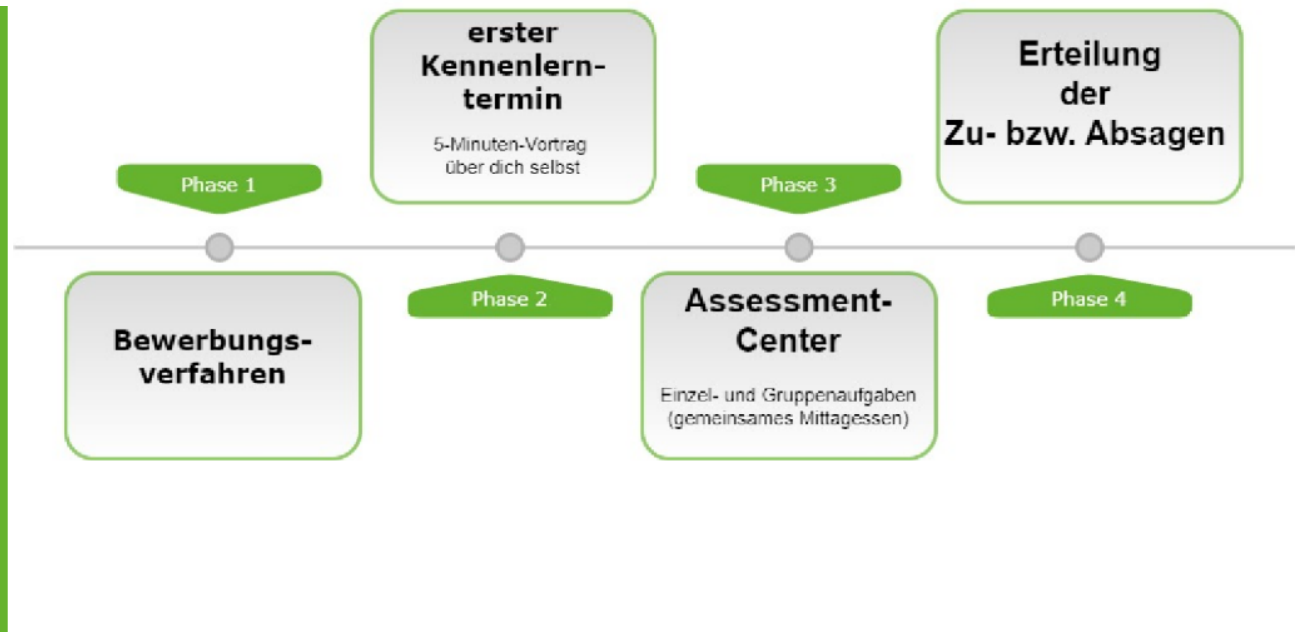 Phase 1
Bewerbungs-
verfahren
erster
Kennenlern-
termin
5-Minuten-Vortrag
über dich selbst
Phase 2
Phase 3
Assessment-
Center
Einzel- und Gruppenaufgaben
(gemeinsames Mittagessen)
Erteilung
der
Zu- bzw. Absagen
Phase 4